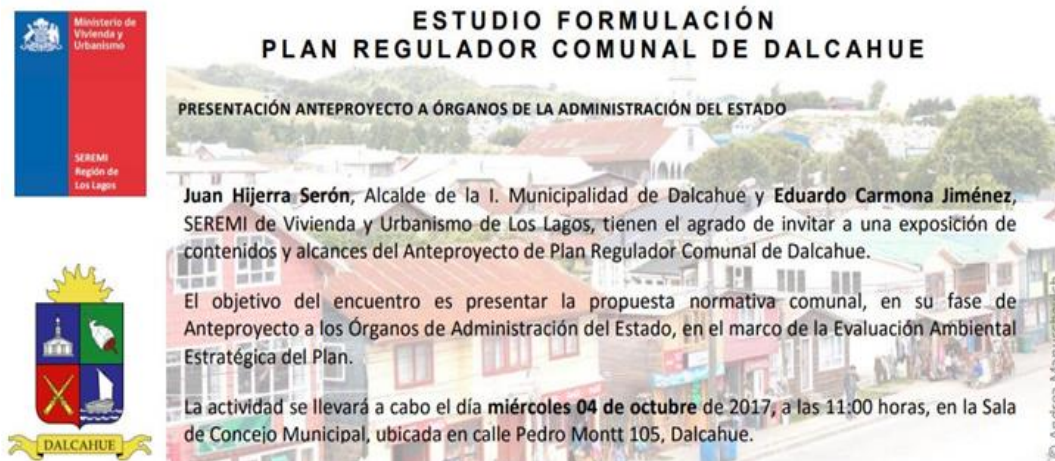 Ministerio de
Vivienda y
Urbanismo
SEREMI
Región de
Los Lagos
DALCAHUE
ESTUDIO FORMULACIÓN
PLAN REGULADOR COMUNAL DE DALCAHUE
PRESENTACIÓN ANTEPROYECTO A ÓRGANOS DE LA ADMINISTRACIÓN DEL ESTADO
Juan Hijerra Serón, Alcalde de la I. Municipalidad de Dalcahue y Eduardo Carmona Jiménez,
SEREMI de Vivienda y Urbanismo de Los Lagos, tienen el agrado de invitar a una exposición de
contenidos y alcances del Anteproyecto de Plan Regulador Comunal de Dalcahue.
El objetivo del encuentro es presentar la propuesta normativa comunal, en su fase de
Anteproyecto a los Órganos de Administración del Estado, en el marco de la Evaluación Ambiental
Estratégica del Plan.
La actividad se llevará a cabo el día miércoles 04 de octubre de 2017, a las 11:00 horas, en la Sala
de Concejo Municipal, ubicada en calle Pedro Montt 105, Dalcahue.